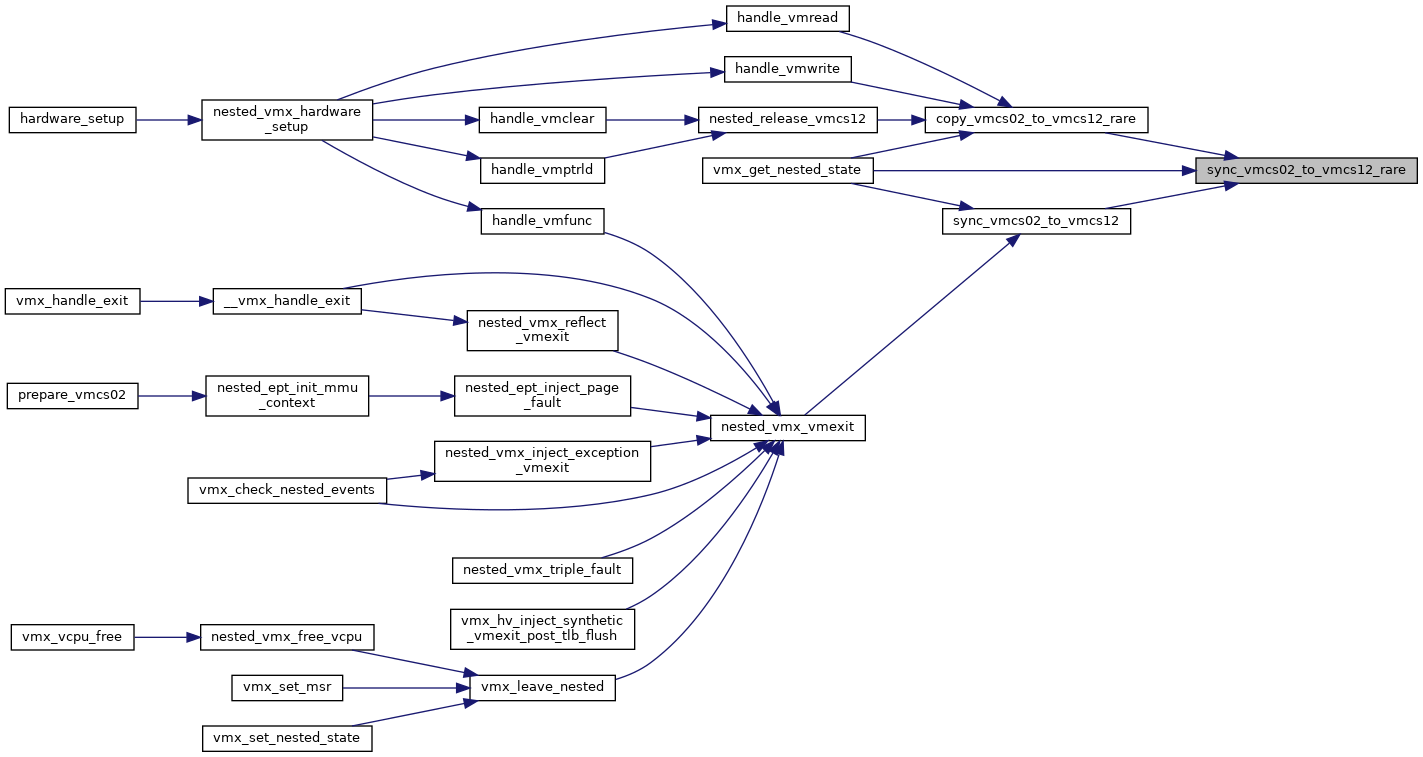 handle_vmread
handle_vmwrite
hardware_setup
nested_vmx_hardware
_setup
handle_vmclear
nested_release_vmcs12
copy_vmcs02_to_vmcs12_rare
handle_vmptrld
vmx_get_nested_state
sync_vmcs02_to_vmcs12_rare
handle_vmfunc
sync_vmcs02_to_vmcs12
vmx_handle_exit
__vmx_handle_exit
nested_vmx_reflect
_vmexit
prepare_vmcs02
nested_ept_init_mmu
_context
nested_ept_inject_page
_fault
nested_vmx_vmexit
nested_vmx_inject_exception
_vmexit
vmx_check_nested_events
nested_vmx_triple_fault
vmx_hv_inject_synthetic
_vmexit_post_tlb_flush
vmx_vcpu_free
nested_vmx_free_vcpu
vmx_set_msr
vmx_leave_nested
vmx_set_nested_state